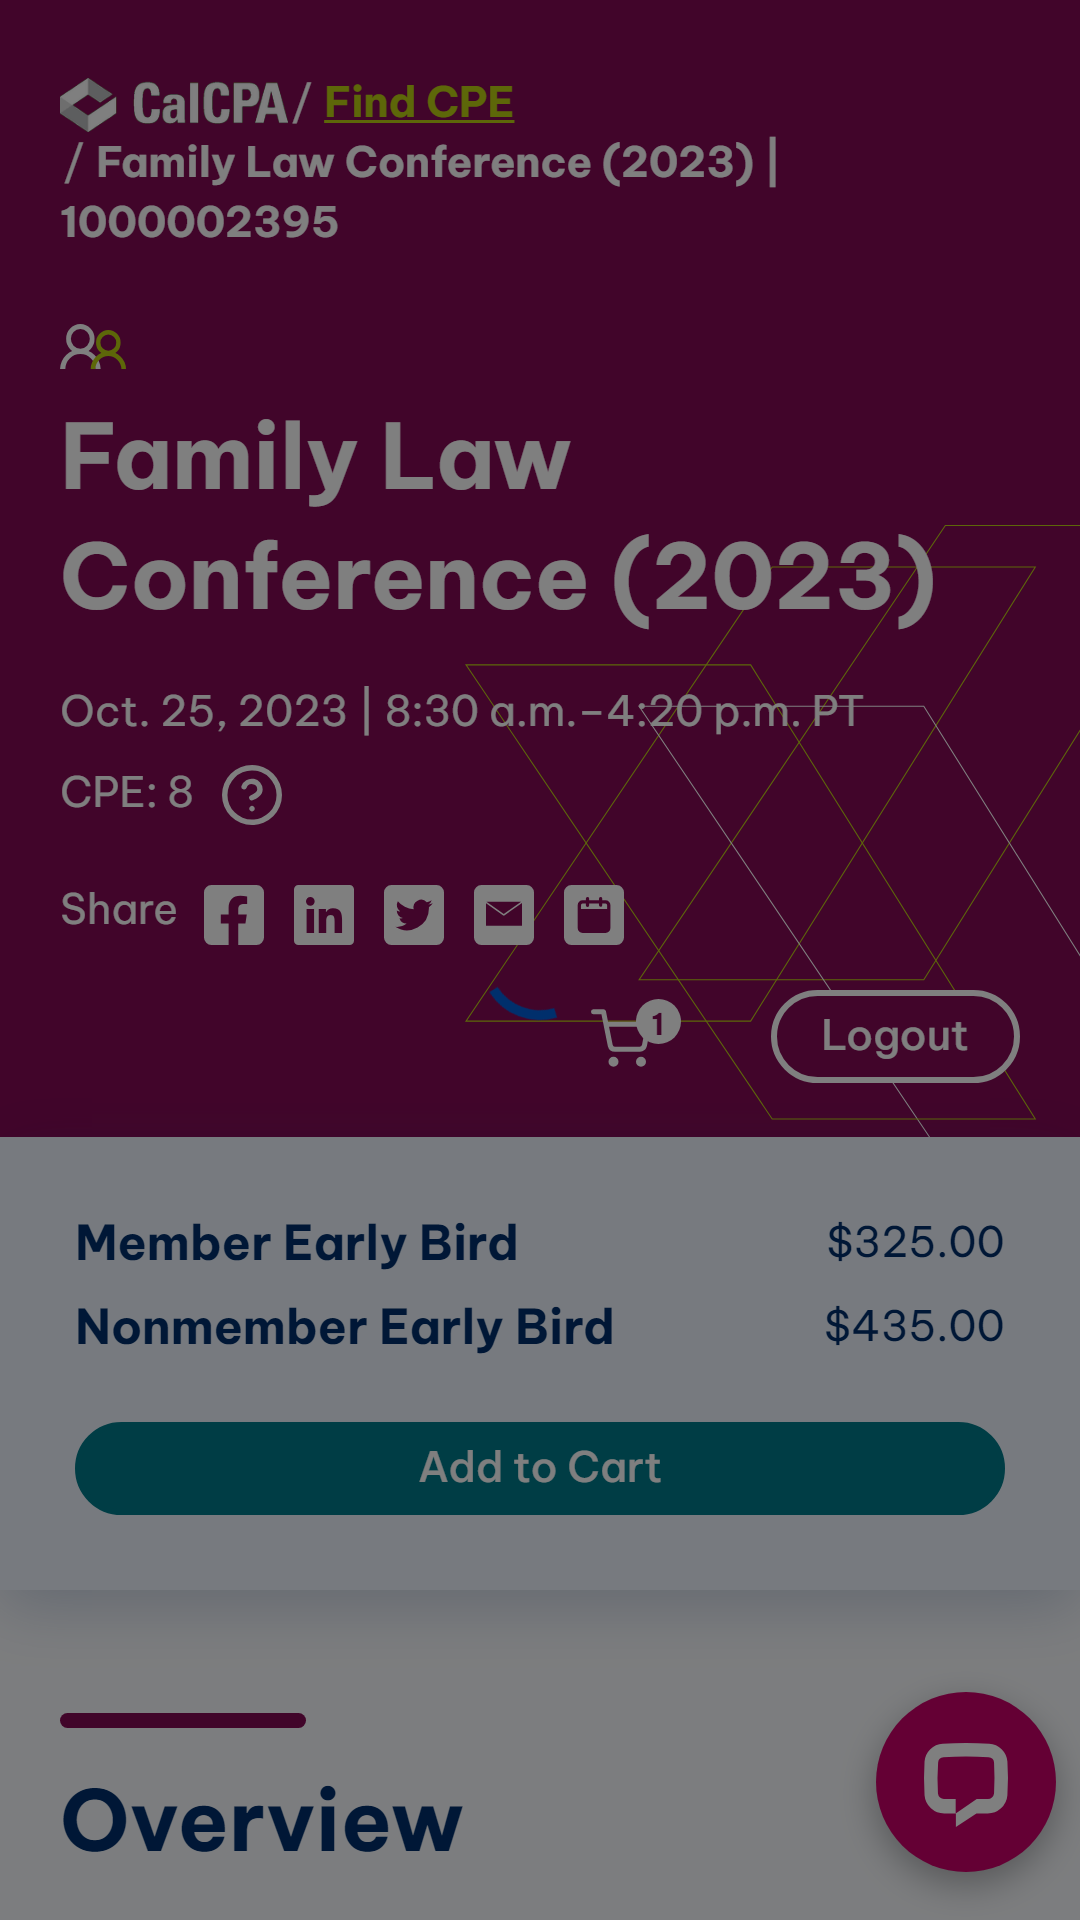 CalCPA / Find CPE
/ Family Law Conference (2023) |
1000002395
Family Law
Conference (2023)
Oct. 25, 2023 | 8:30 a.m.–4:20 p.m. PT
CPE: 8 ?
Share
1
Logout
Member Early Bird $325.00
Nonmember Early Bird $435.00
Add to Cart
Overview